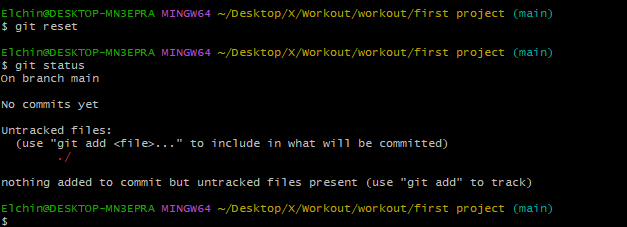 Elchin@DESKTOP-MN3EPRA MINGW64 ~/Desktop/X/Workout/workout/first project (main)
$ git reset
Elchin@DESKTOP-MN3EPRA MINGW64 ~/Desktop/X/Workout/workout/first project (main)
$ git status
On branch main
No commits yet
Untracked files:
  (use "git add <file>..." to include in what will be committed)
        ./
nothing added to commit but untracked files present (use "git add" to track)
Elchin@DESKTOP-MN3EPRA MINGW64 ~/Desktop/X/Workout/workout/first project (main)
$